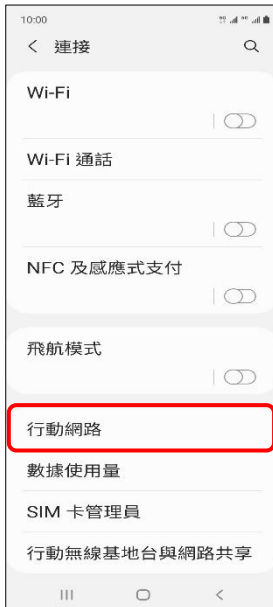 10:00
連接
Wi-Fi
Wi-Fi 通話
藍牙
NFC 及感應式支付
飛航模式
行動網路
數據使用量
SIM 卡管理員
行動無線基地台與網路共享